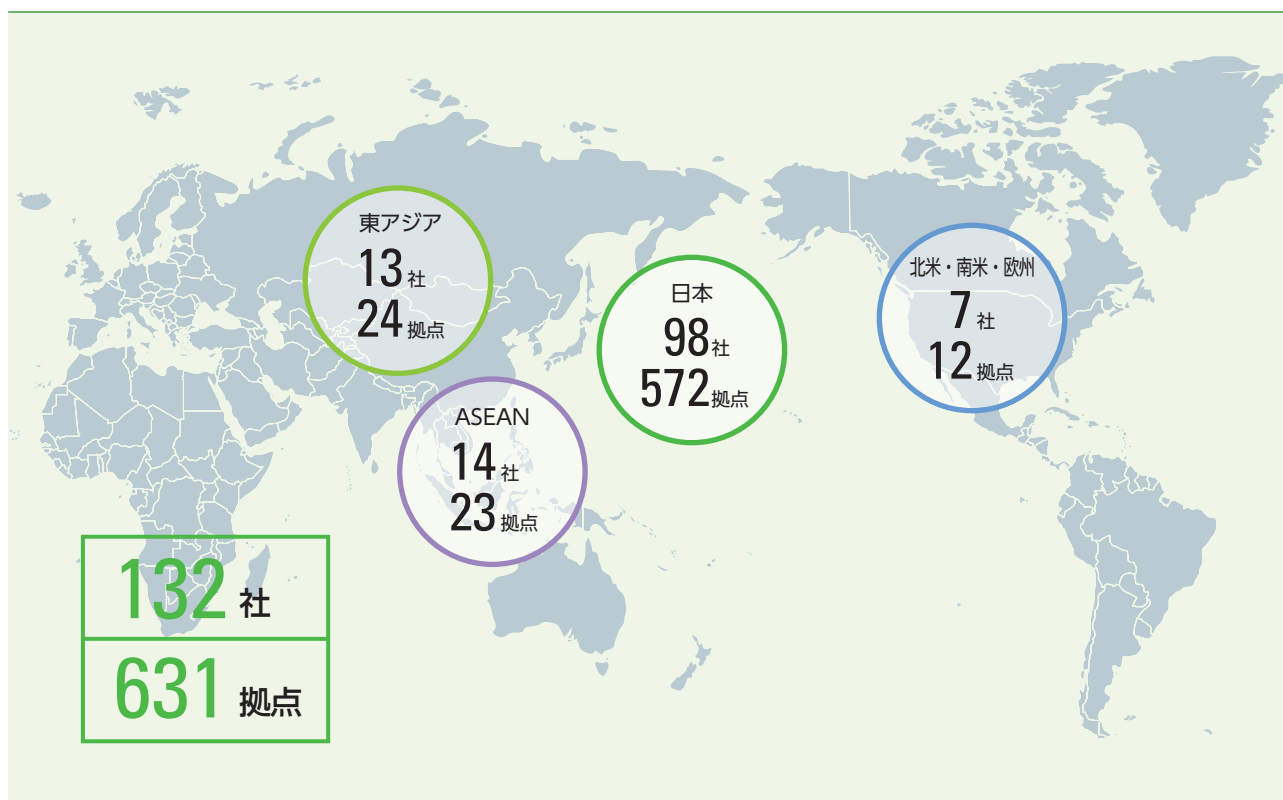 東アジア
13社
24拠点
日本
98社
572拠点
北米・南米・欧州
7社
12拠点
ASEAN
14社
23拠点
132社
631拠点